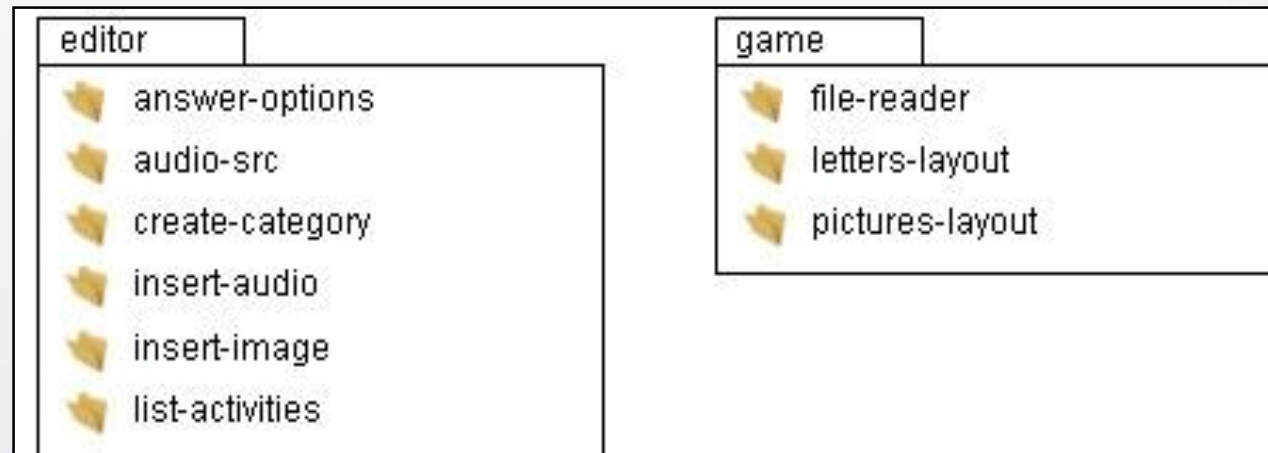 editor
answer-options
audio-src
create-category
insert-audio
insert-image
list-activities
game
file-reader
letters-layout
pictures-layout